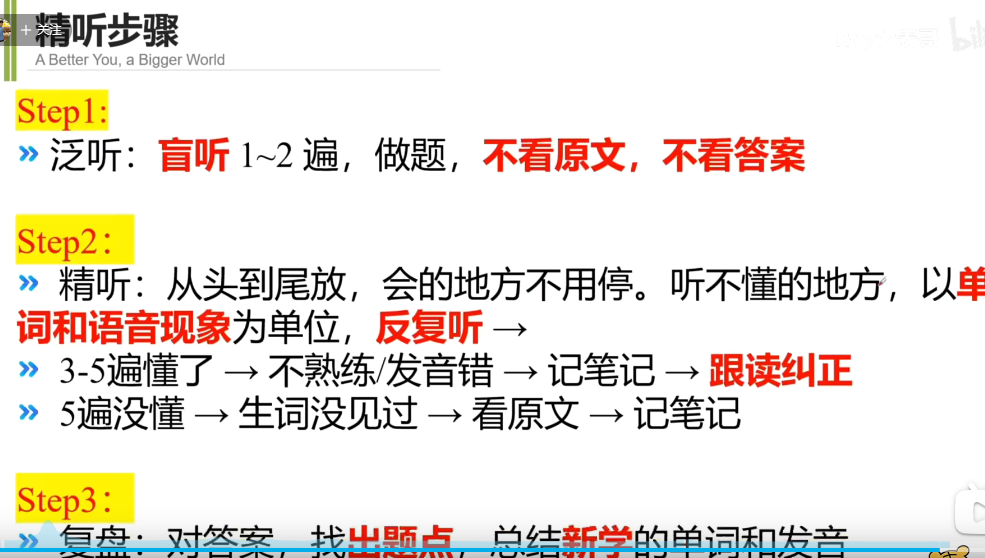 + 关注
精听步骤
A Better You, a Bigger World
Step1:
» 泛听：盲听 1~2 遍，做题，不看原文，不看答案
Step2：
» 精听：从头到尾放，会的地方不用停。听不懂的地方，以单
词和语音现象为单位，反复听 →
» 3-5遍懂了 → 不熟练/发音错 → 记笔记 → 跟读纠正
» 5遍没懂 → 生词没见过 → 看原文 → 记笔记
Step3：
» 复盘：对答案，找出题点，总结新学的单词和发音